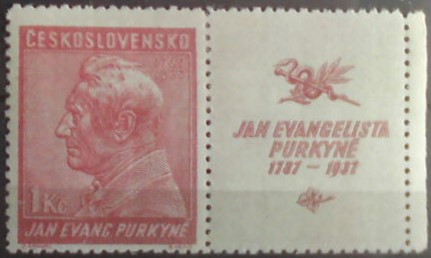 ČESKOSLOVENSKO
1 Kč
JAN EVANG. PURKYNĚ
JAN EVANGELISTA
PURKYNĚ
1787 – 1937